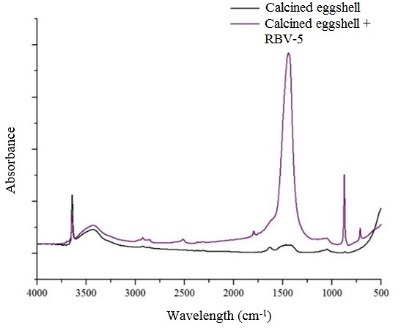 Calcined eggshell
Calcined eggshell +
RBV-5
Absorbance
4000 3500 3000 2500 2000 1500 1000 500
Wavelength (cm⁻¹)